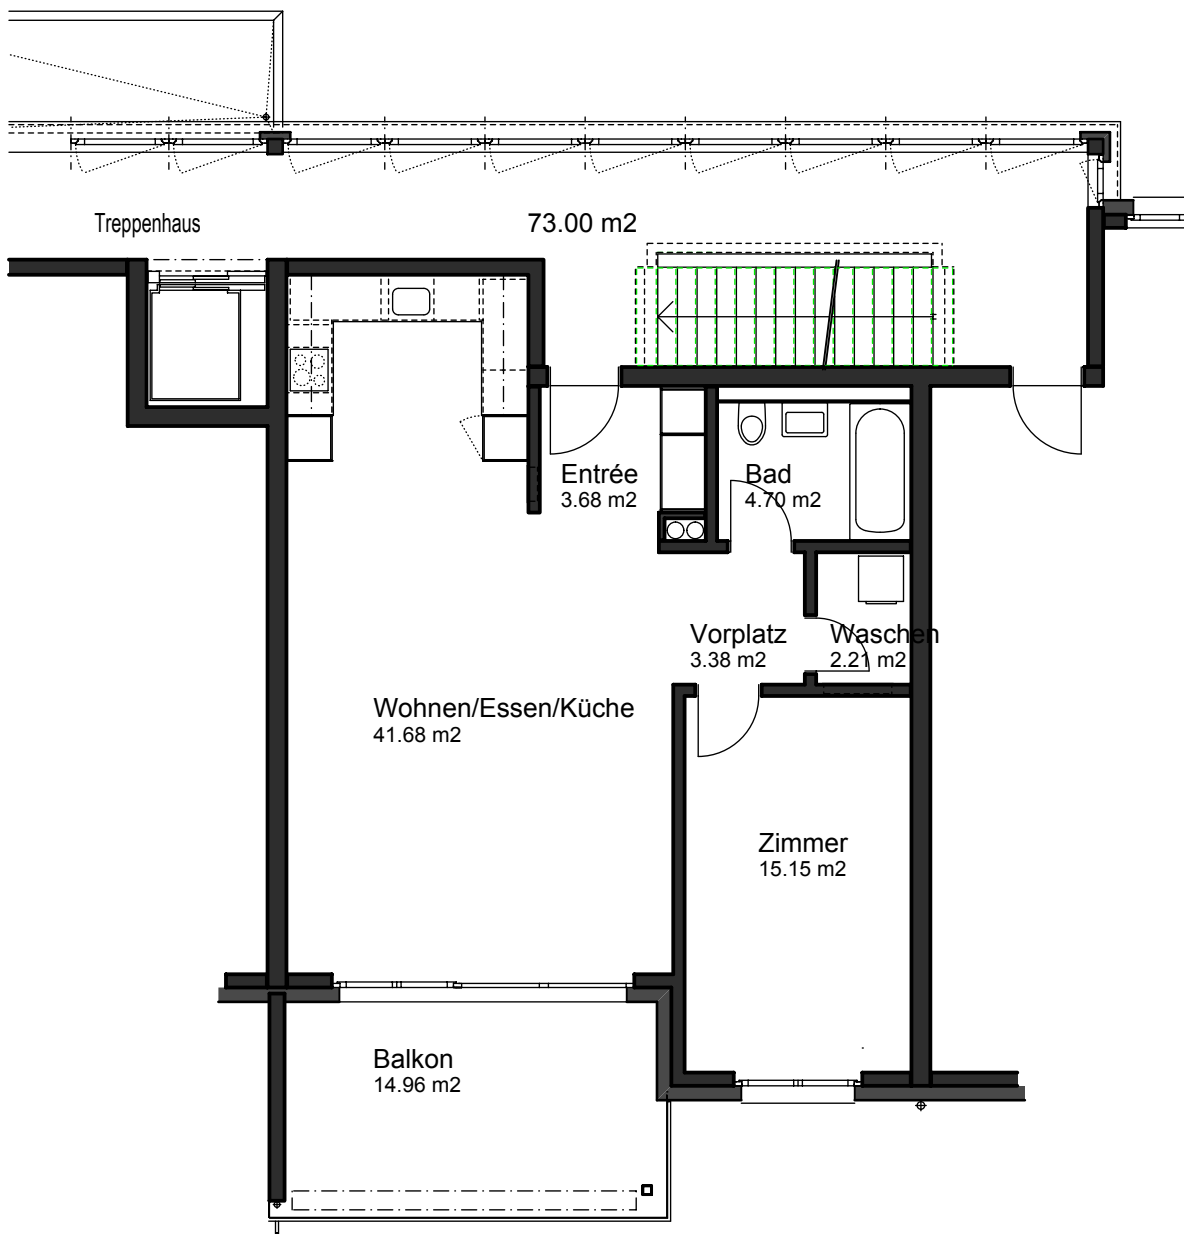 Treppenhaus
73.00 m2
Entrée
3.68 m2
Bad
4.70 m2
Vorplatz
3.38 m2
Waschen
2.21 m2
Wohnen/Essen/Küche
41.68 m2
Zimmer
15.15 m2
Balkon
14.96 m2